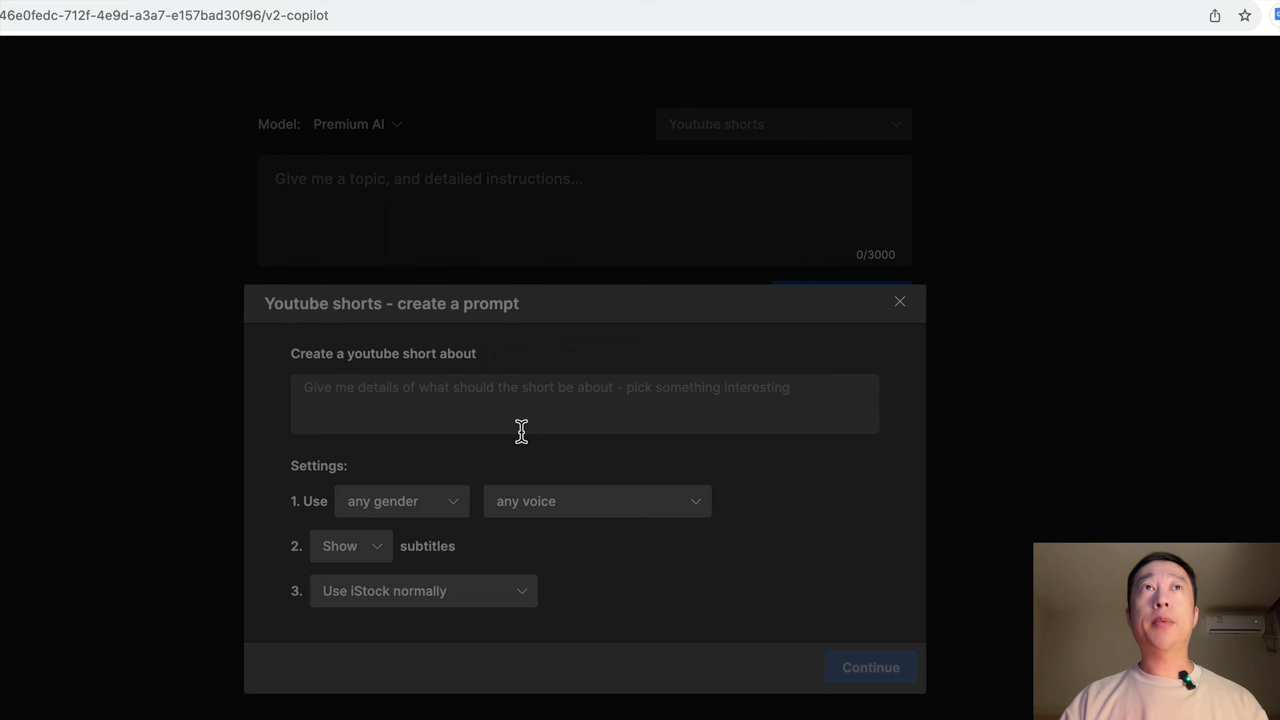 46e0fedc-712f-4e9d-a3a7-e157bad30f96/v2-copilot
Model: Premium AI
Youtube shorts
Give me a topic, and detailed instructions...
0/3000
Youtube shorts - create a prompt
Create a youtube short about
Give me details of what should the short be about - pick something interesting
Settings:
1. Use any gender any voice
2. Show subtitles
3. Use iStock normally
Continue